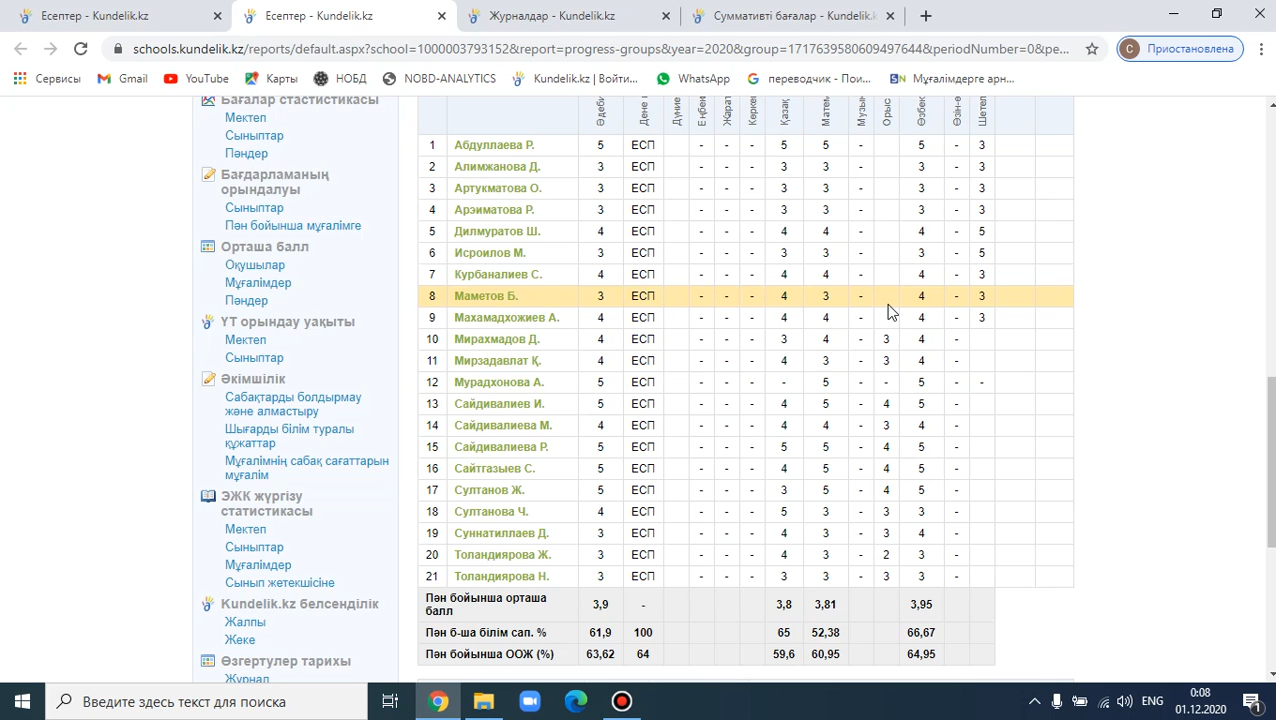 Есептер - Kundelik.kz Есептер - Kundelik.kz Журналдар - Kundelik.kz Суммативті бағалар - Kundelik.
schools.kundelik.kz/reports/default.aspx?school=1000003793152&report=progress-groups&year=2020&group=1717639580609497644&periodNumber=0&pe... С Приостановлена
Сервисы Gmail YouTube Карты НОБД NOBD-ANALYTICS Kundelik.kz | Войти... WhatsApp переводчик - Пои... Мұғалімдерге арн...
Бағалар стастистикасы
Мектеп
Сыныптар
Пәндер
Бағдарламаның
орындалуы
Сыныптар
Пән бойынша мұғалімге
Орташа балл
Оқушылар
Мұғалімдер
Пәндер
ҮТ орындау уақыты
Мектеп
Сыныптар
Әкімшілік
Сабақтарды болдырмау
және алмастыру
Шығарды білім туралы
құжаттар
Мұғалімнің сабақ сағаттарын
мұғалім
ЭЖК жүргізу
статистикасы
Мектеп
Сыныптар
Мұғалімдер
Сынып жетекшісіне
Kundelik.kz белсенділік
Жалпы
Жеке
Өзгертулер тарихы
Журнал
Әдеби Дене Дүние Еңбек Жарат Көрке Қазақ Матем Музы Орыс Өзбес Өзін-ө Шетел
1 Абдуллаева Р. 5 ЕСП - - - 5 5 - 5 - 3
2 Алимжанова Д. 3 ЕСП - - - 3 3 - 3 - 3
3 Артукматова О. 3 ЕСП - - - 3 3 - 3 - 3
4 Арзиматова Р. 3 ЕСП - - - 3 3 - 3 - 3
5 Дилмуратов Ш. 4 ЕСП - - - 4 4 - 4 - 5
6 Исроилов М. 3 ЕСП - - - 3 3 - 3 - 5
7 Курбаналиев С. 4 ЕСП - - - 4 4 - 4 - 3
8 Маметов Б. 3 ЕСП - - - 4 3 - 4 - 3
9 Махамадхожиев А. 4 ЕСП - - - 4 4 - 4 - 3
10 Мирахмадов Д. 4 ЕСП - - - 3 4 - 3 4 -
11 Мирзадавлат Қ. 4 ЕСП - - - 4 3 - 3 4 -
12 Мурадхонова А. 5 ЕСП - - - - 5 - - 5 - -
13 Сайдивалиев И. 5 ЕСП - - - 4 5 - 4 5 -
14 Сайдивалиева М. 4 ЕСП - - - 4 4 - 3 4 -
15 Сайдивалиева Р. 5 ЕСП - - - 5 5 - 4 5 -
16 Сайтгазыев С. 5 ЕСП - - - 4 5 - 4 5 -
17 Султанов Ж. 5 ЕСП - - - 3 5 - 4 5 -
18 Султанова Ч. 4 ЕСП - - - 5 3 - 3 3 -
19 Суннатиллаев Д. 3 ЕСП - - - 4 3 - 3 4 -
20 Толандиярова Ж. 3 ЕСП - - - 4 3 - 2 3 -
21 Толандиярова Н. 3 ЕСП - - - 3 3 - 3 3 -
Пән бойынша орташа
балл 3,9 - 3,8 3,81 3,95
Пән б-ша білім сап. % 61,9 100 65 52,38 66,67
Пән бойынша ООЖ (%) 63,62 64 59,6 60,95 64,95
Введите здесь текст для поиска ENG 0:08
01.12.2020 1